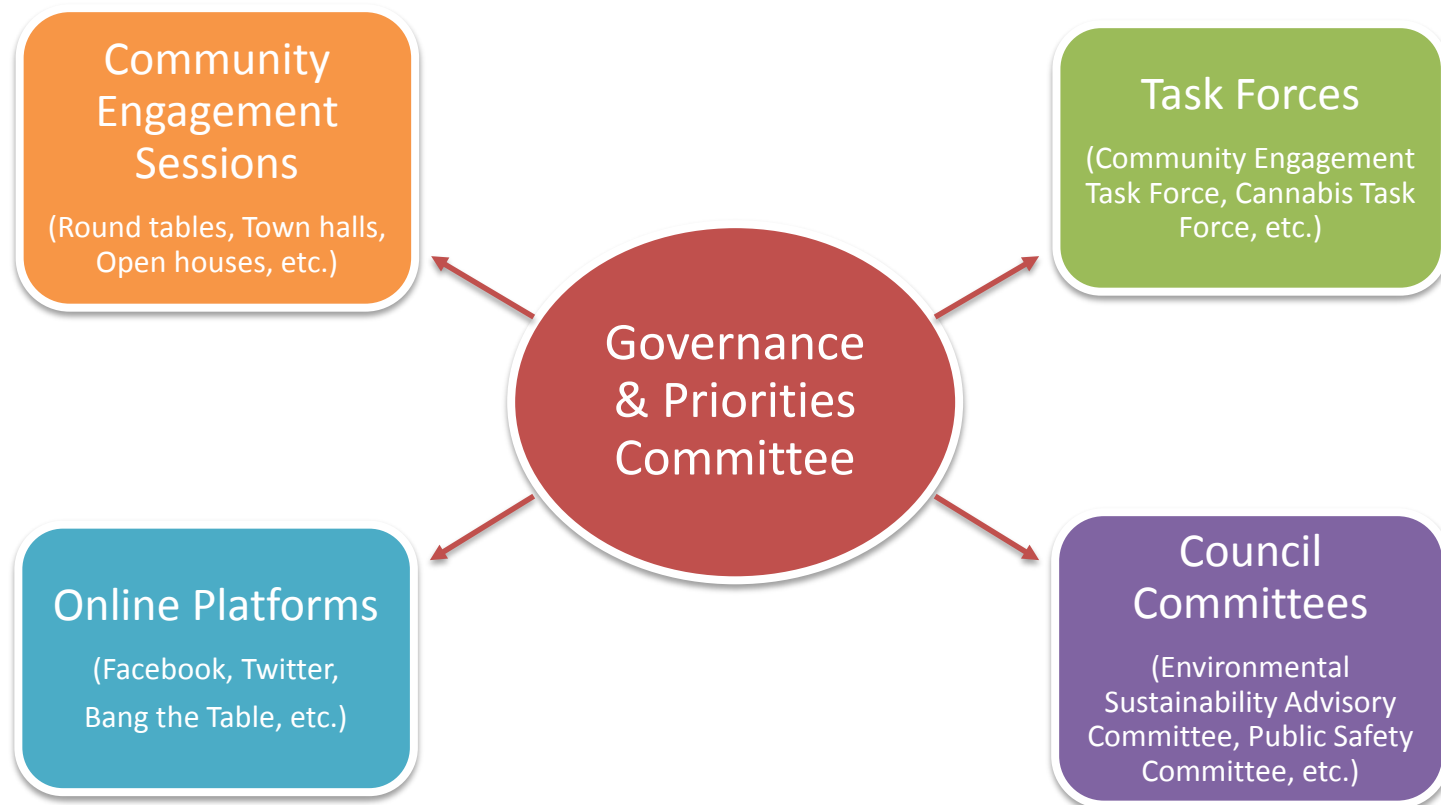 Community
Engagement
Sessions
(Round tables, Town halls,
Open houses, etc.)
Task Forces
(Community Engagement
Task Force, Cannabis Task
Force, etc.)
Governance
& Priorities
Committee
Online Platforms
(Facebook, Twitter,
Bang the Table, etc.)
Council
Committees
(Environmental
Sustainability Advisory
Committee, Public Safety
Committee, etc.)